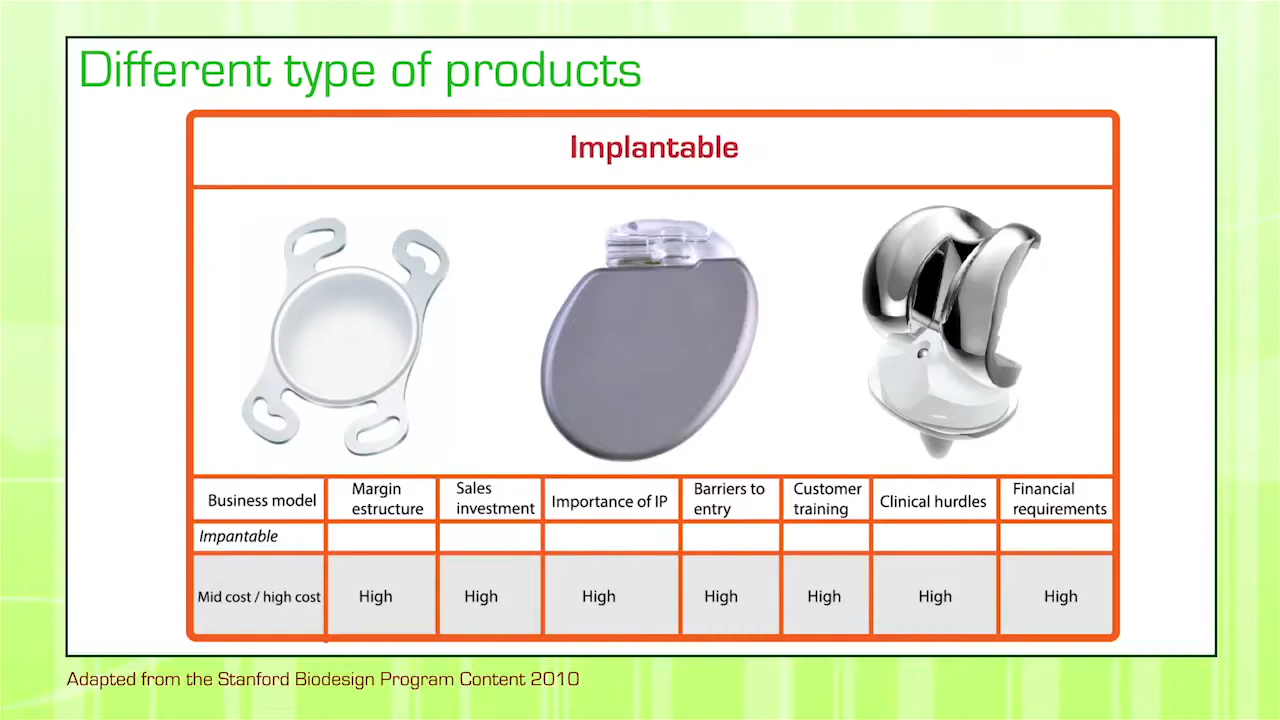 Different type of products
Implantable
Business model
Margin
estructure
Sales
investment
Importance of IP
Barriers to
entry
Customer
training
Clinical hurdles
Financial
requirements
Impantable
Mid cost / high cost
High
High
High
High
High
High
High
Adapted from the Stanford Biodesign Program Content 2010